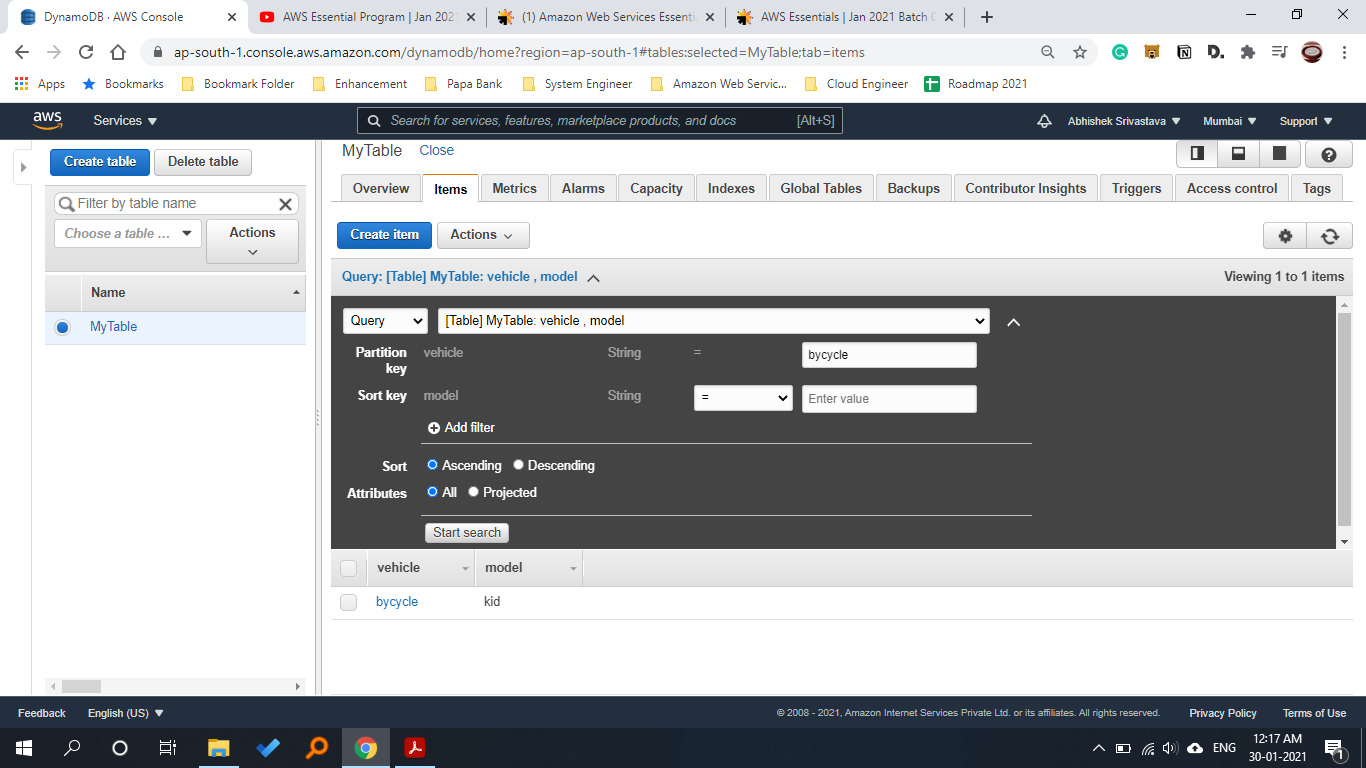 DynamoDB · AWS Console
AWS Essential Program | Jan 202
(1) Amazon Web Services Essenti
AWS Essentials | Jan 2021 Batch
ap-south-1.console.aws.amazon.com/dynamodb/home?region=ap-south-1#tables:selected=MyTable;tab=items
Apps Bookmarks Bookmark Folder Enhancement Papa Bank System Engineer Amazon Web Servic... Cloud Engineer Roadmap 2021
aws Services Search for services, features, marketplace products, and docs [Alt+S] Abhishek Srivastava Mumbai Support
Create table Delete table
Filter by table name
Choose a table ... Actions
Name
MyTable
MyTable Close
Overview Items Metrics Alarms Capacity Indexes Global Tables Backups Contributor Insights Triggers Access control Tags
Create item Actions
Query: [Table] MyTable: vehicle , model Viewing 1 to 1 items
Query [Table] MyTable: vehicle , model
Partition key vehicle String = bycycle
Sort key model String = Enter value
Add filter
Sort Ascending Descending
Attributes All Projected
Start search
vehicle model
bycycle kid
Feedback English (US) © 2008 - 2021, Amazon Internet Services Private Ltd. or its affiliates. All rights reserved. Privacy Policy Terms of Use
ENG 12:17 AM
30-01-2021
1